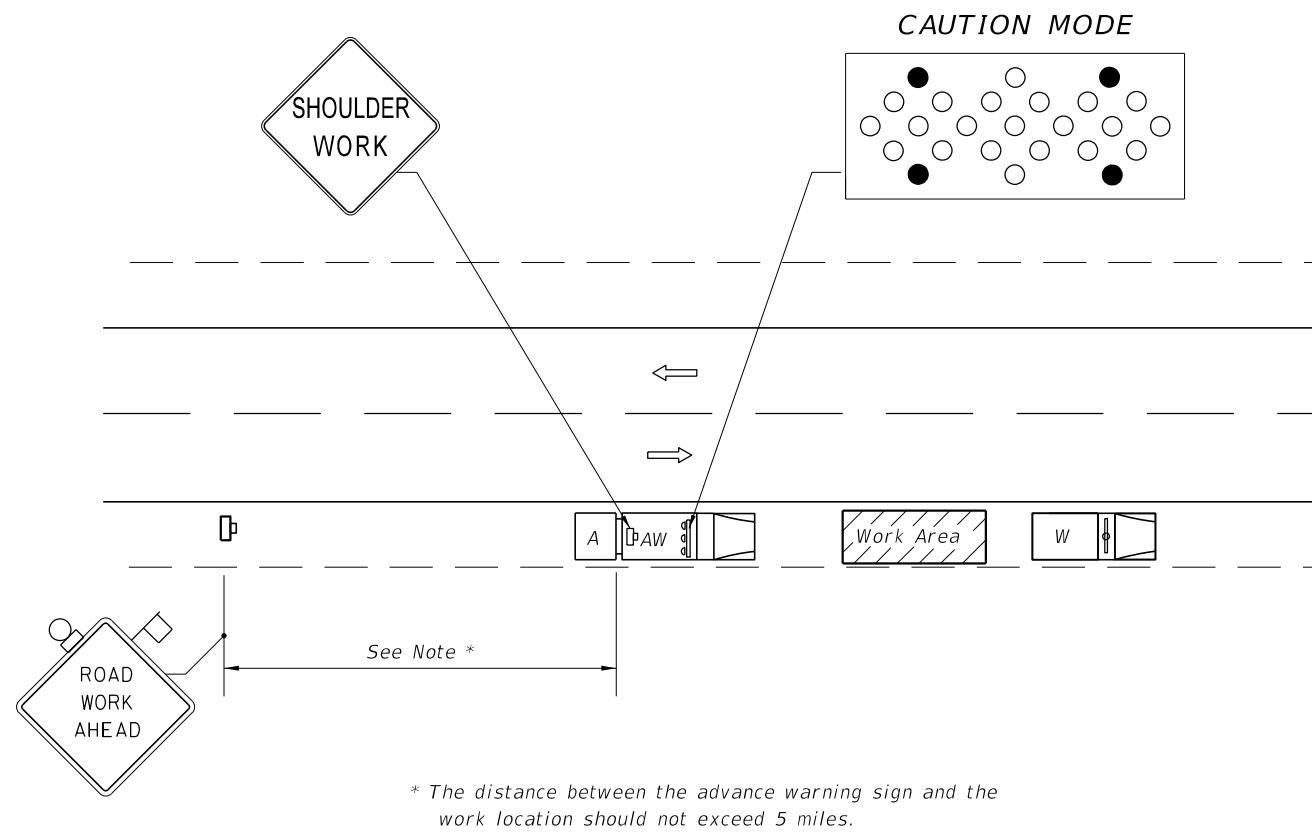 CAUTION MODE
SHOULDER
WORK
A
AW
Work Area
W
See Note *
ROAD
WORK
AHEAD
* The distance between the advance warning sign and the
work location should not exceed 5 miles.